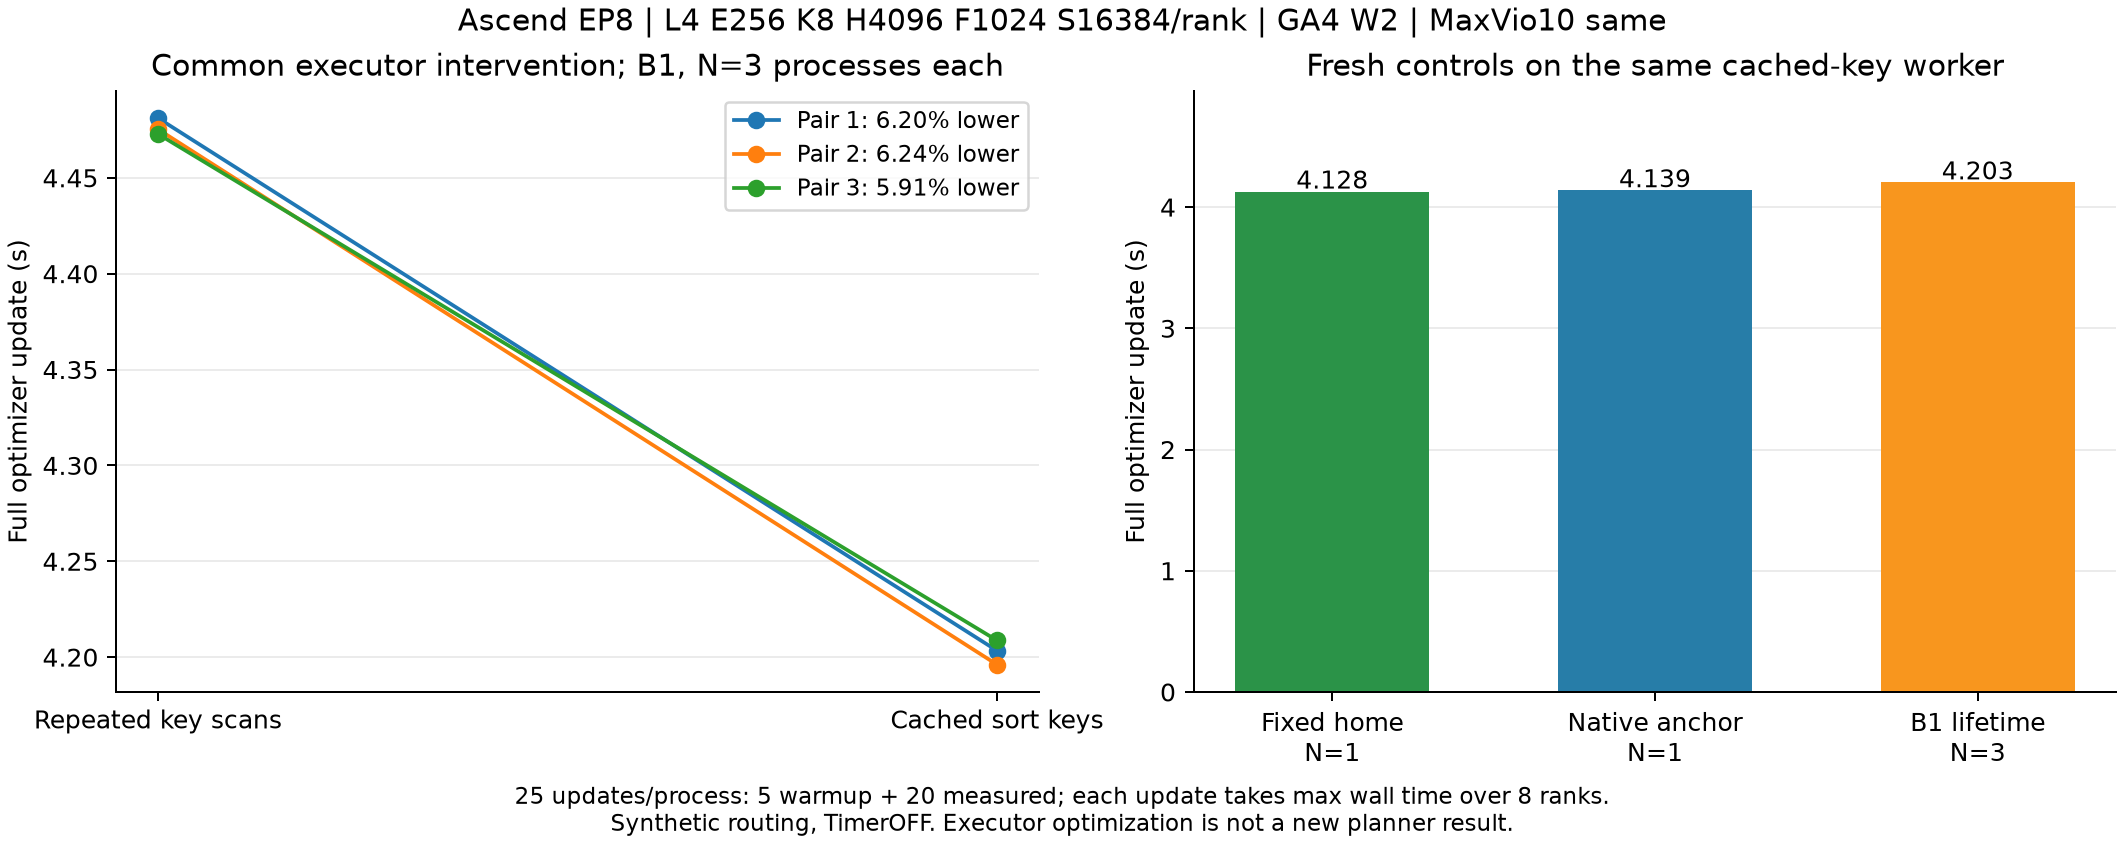 Ascend EP8 | L4 E256 K8 H4096 F1024 S16384/rank | GA4 W2 | MaxVio10 same
Common executor intervention; B1, N=3 processes each
Full optimizer update (s)
4.45
4.40
4.35
4.30
4.25
4.20
Pair 1: 6.20% lower
Pair 2: 6.24% lower
Pair 3: 5.91% lower
Repeated key scans
Cached sort keys
Fresh controls on the same cached-key worker
Full optimizer update (s)
4
3
2
1
0
4.128
4.139
4.203
Fixed home
N=1
Native anchor
N=1
B1 lifetime
N=3
25 updates/process: 5 warmup + 20 measured; each update takes max wall time over 8 ranks.
Synthetic routing, TimerOFF. Executor optimization is not a new planner result.